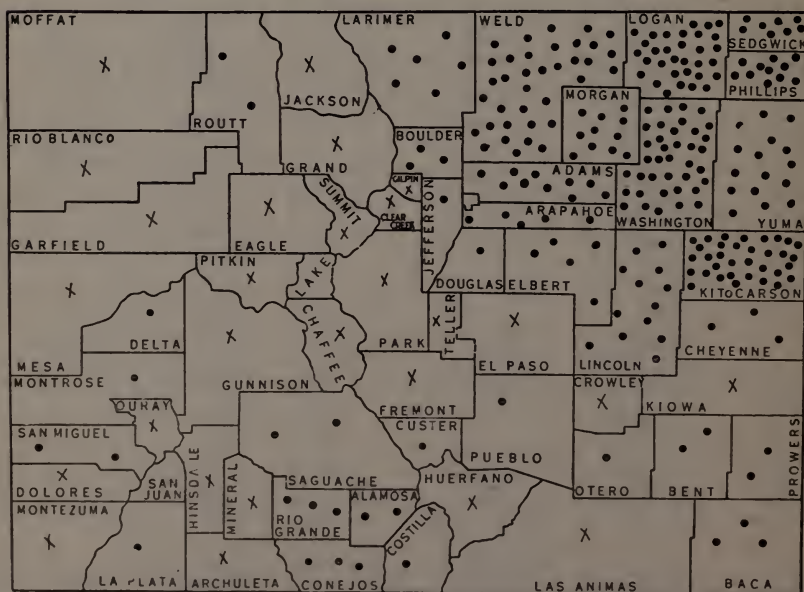 MOFFAT
LARIMER
WELD
LOGAN
SEDGWICK
PHILLIPS
JACKSON
ROUTT
MORGAN
RIO BLANCO
BOULDER
GRAND
GILPIN
ADAMS
SUMMIT
CLEAR
CREEK
JEFFERSON
ARAPAHOE
WASHINGTON
YUMA
GARFIELD
EAGLE
PITKIN
LAKE
DOUGLAS
ELBERT
KIT CARSON
DELTA
CHAFFEE
PARK
TELLER
MESA
EL PASO
LINCOLN
CHEYENNE
MONTROSE
GUNNISON
CROWLEY
KIOWA
OURAY
FREMONT
SAN MIGUEL
CUSTER
PUEBLO
PROWERS
HINSDALE
SAGUACHE
HUERFANO
DOLORES
SAN
JUAN
MINERAL
ALAMOSA
OTERO
BENT
MONTEZUMA
RIO
GRANDE
COSTILLA
LA PLATA
ARCHULETA
CONEJOS
LAS ANIMAS
BACA